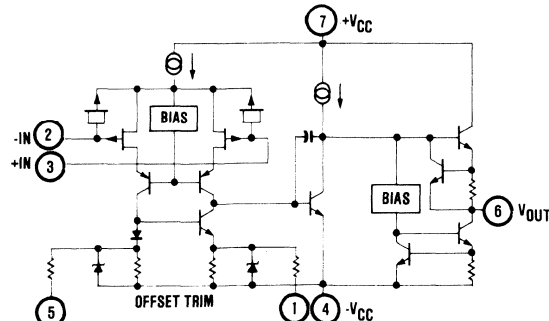 7 +VCC
BIAS
-IN 2
+IN 3
BIAS
6 VOUT
OFFSET TRIM
5
1 4 -VCC